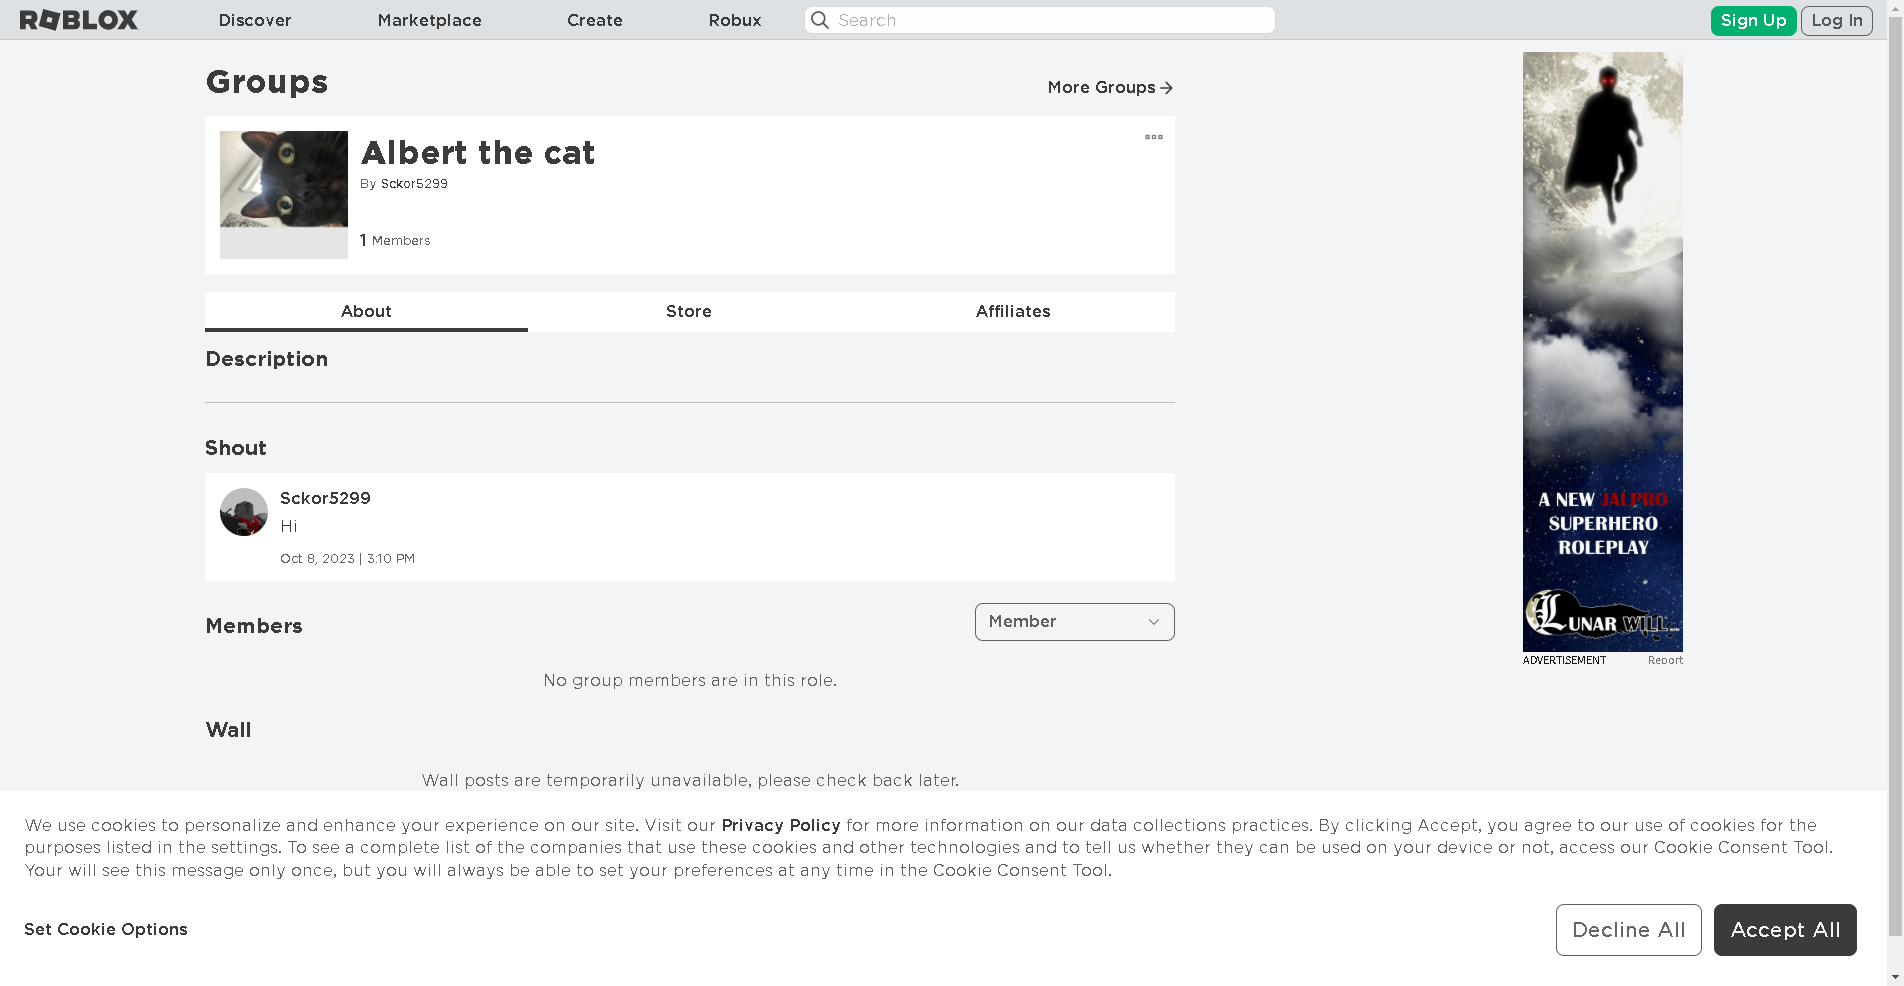 ROBLOX Discover Marketplace Create Robux Search Sign Up Log In
Groups
More Groups
Albert the cat
By Sckor5299
1 Members
About Store Affiliates
Description
Shout
Sckor5299
Hi
Oct 8, 2023 | 3:10 PM
Members
Member
No group members are in this role.
Wall
Wall posts are temporarily unavailable, please check back later.
A NEW JAILPRO
SUPERHERO
ROLEPLAY
LUNAR WILL
ADVERTISEMENT Report
We use cookies to personalize and enhance your experience on our site. Visit our Privacy Policy for more information on our data collections practices. By clicking Accept, you agree to our use of cookies for the
purposes listed in the settings. To see a complete list of the companies that use these cookies and other technologies and to tell us whether they can be used on your device or not, access our Cookie Consent Tool.
Your will see this message only once, but you will always be able to set your preferences at any time in the Cookie Consent Tool.
Set Cookie Options
Decline All Accept All